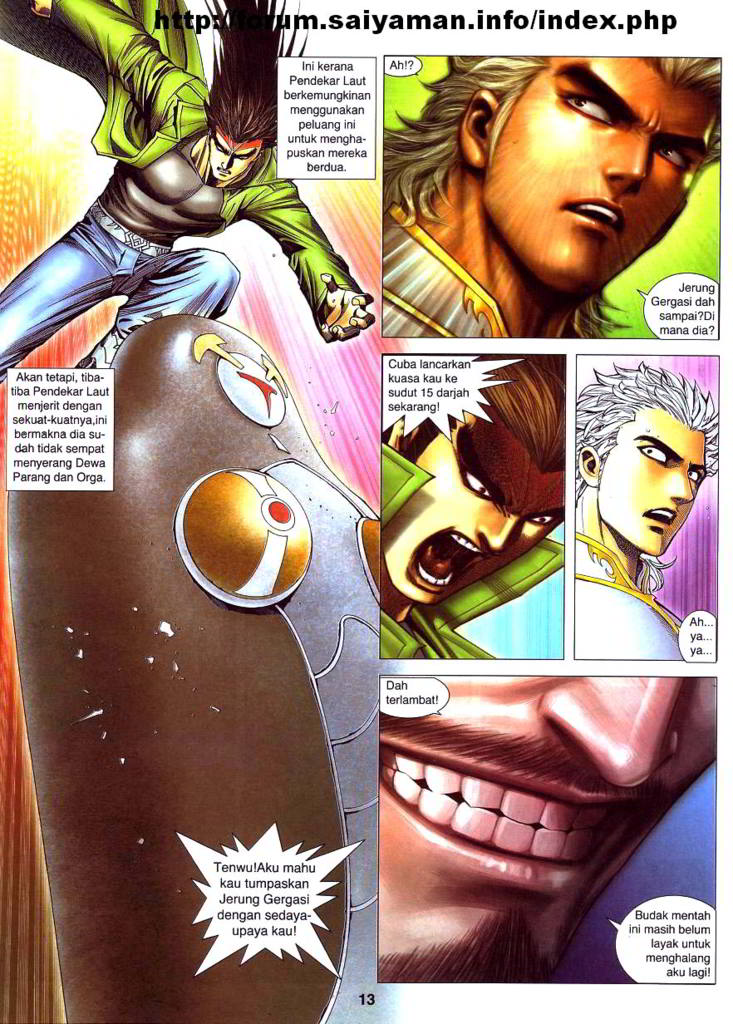 http://forum.saiyaman.info/index.php
Ini kerana
Pendekar Laut
berkemungkinan
menggunakan
peluang ini
untuk mengha-
puskan mereka
berdua.
Ah!?
Jerung
Gergasi dah
sampai?Di
mana dia?
Akan tetapi, tiba-
tiba Pendekar Laut
menjerit dengan
sekuat-kuatnya,ini
bermakna dia su-
dah tidak sempat
menyerang Dewa
Parang dan Orga.
Cuba lancarkan
kuasa kau ke
sudut 15 darjah
sekarang!
Ah...
ya...
ya...
Dah
terlambat!
Tenwu!Aku mahu
kau tumpaskan
Jerung Gergasi
dengan sedaya-
upaya kau!
Budak mentah
ini masih belum
layak untuk
menghalang
aku lagi!
13